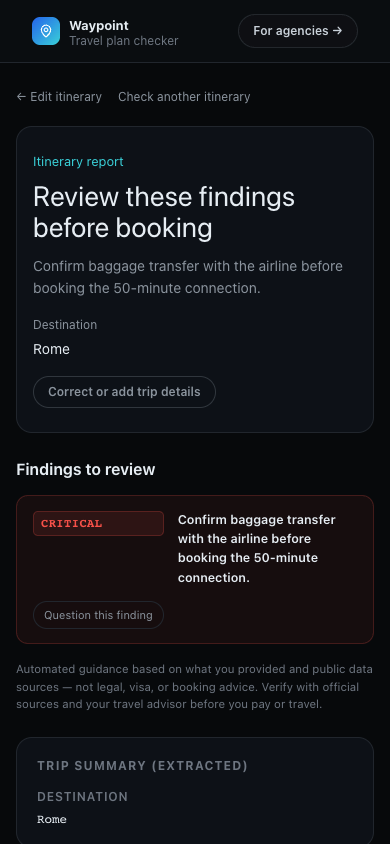 Waypoint
Travel plan checker
For agencies →
← Edit itinerary
Check another itinerary
Itinerary report
Review these findings
before booking
Confirm baggage transfer with the airline before
booking the 50-minute connection.
Destination
Rome
Correct or add trip details
Findings to review
CRITICAL
Confirm baggage transfer
with the airline before
booking the 50-minute
connection.
Question this finding
Automated guidance based on what you provided and public data
sources — not legal, visa, or booking advice. Verify with official
sources and your travel advisor before you pay or travel.
TRIP SUMMARY (EXTRACTED)
DESTINATION
Rome